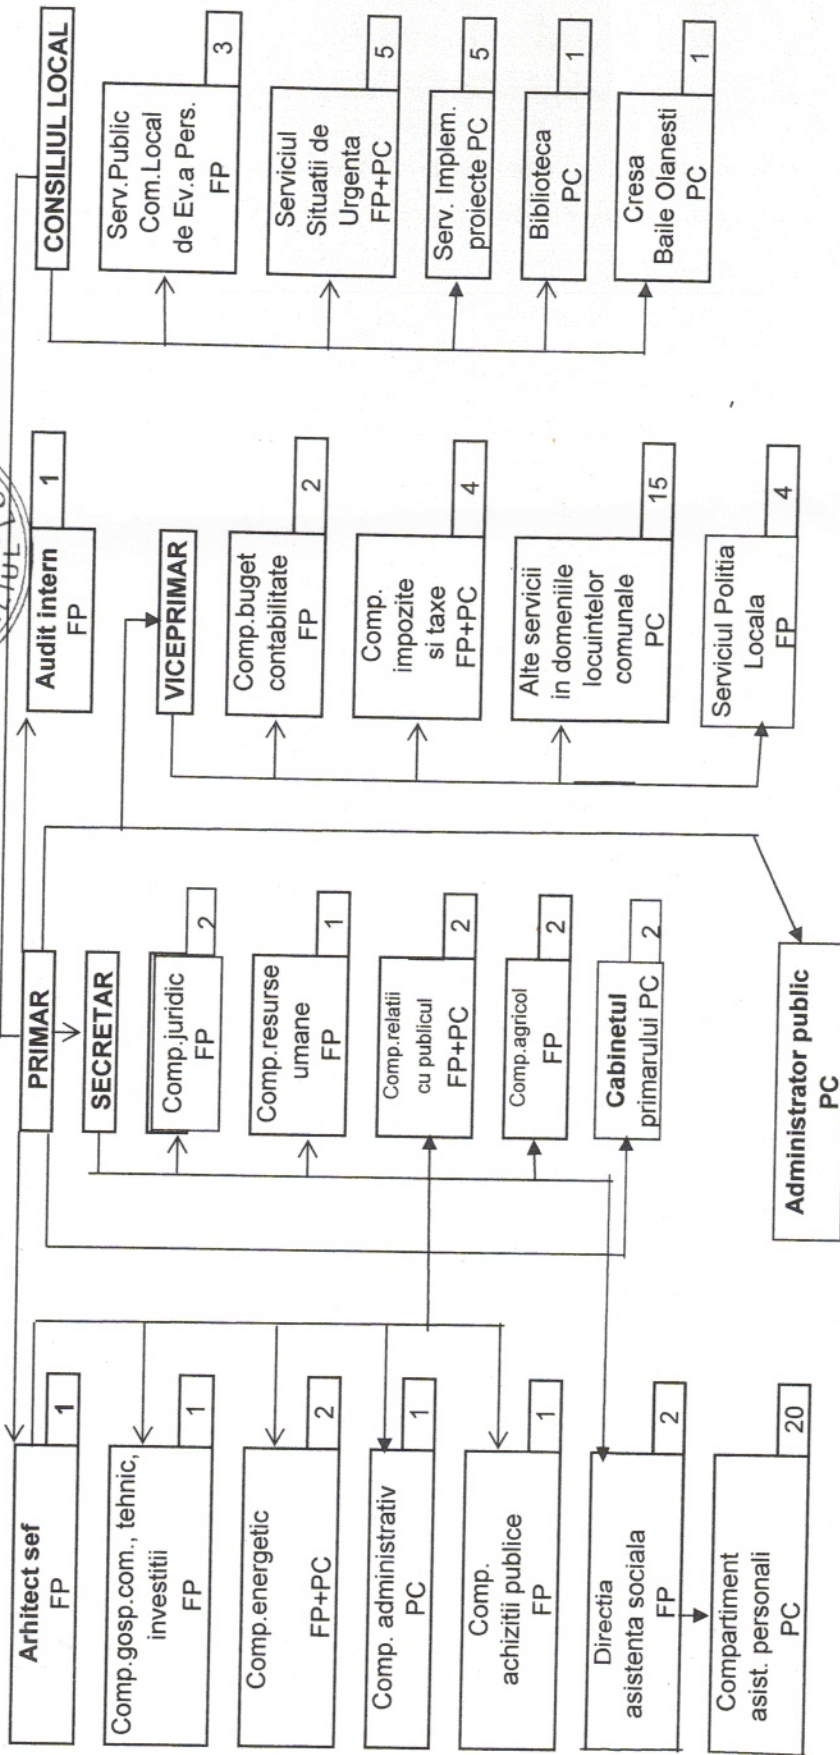 CONSILIUL LOCAL
Serv.Public
Com.Local
de Ev.a Pers.
FP
3
Serviciul
Situatii de
Urgenta
FP+PC
5
Serv. Implem.
proiecte PC
5
Biblioteca
PC
1
Cresa
Baile Olanesti
PC
1
Audit intern
FP
1
VICEPRIMAR
Comp.buget
contabilitate
FP
2
Comp.
impozite
si taxe
FP+PC
4
Alte servicii
in domeniile
locuintelor
comunale
PC
15
Serviciul Politia
Locala
FP
4
PRIMAR
SECRETAR
Comp.juridic
FP
2
Comp.resurse
umane
FP
1
Comp.relatii
cu publicul
FP+PC
2
Comp.agricol
FP
2
Cabinetul
primarului PC
2
Administrator public
PC
Arhitect sef
FP
1
Comp.gosp.com., tehnic,
investitii
FP
1
Comp.energetic
FP+PC
2
Comp. administrativ
PC
1
Comp.
achizitii publice
FP
1
Directia
asistenta sociala
FP
2
Compartiment
asist. personali
PC
20